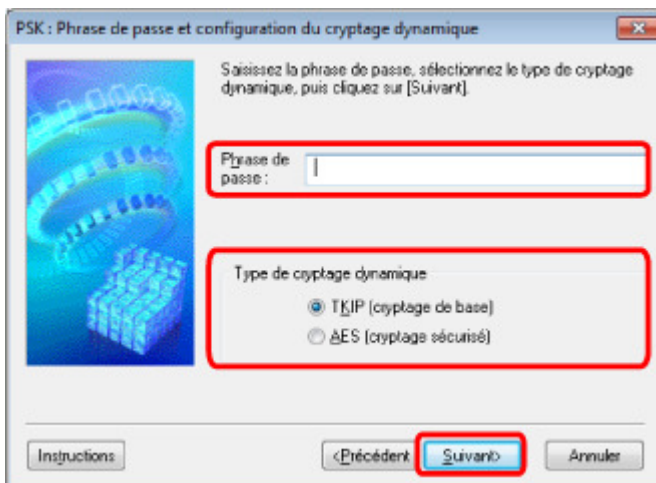 PSK : Phrase de passe et configuration du cryptage dynamique
Saisissez la phrase de passe, sélectionnez le type de cryptage
dynamique, puis cliquez sur [Suivant].
Phrase de
passe :
Type de cryptage dynamique
TKIP (cryptage de base)
AES (cryptage sécurisé)
Instructions
<Précédent
Suivant>
Annuler